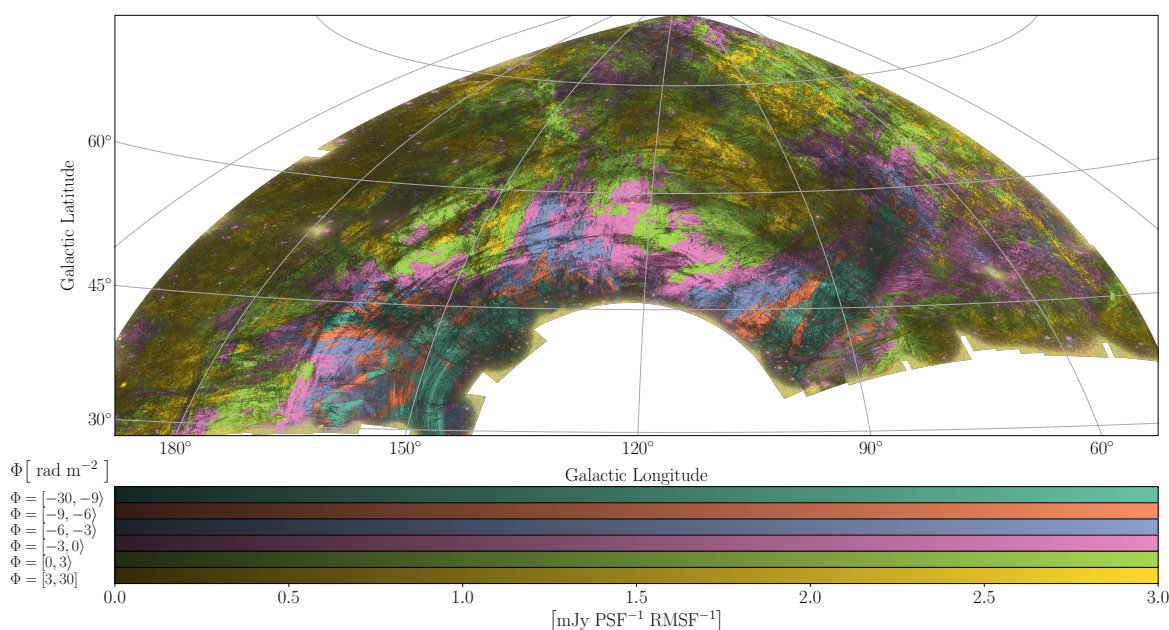 60°
Galactic Latitude
45°
30°
180° 150° 120° 90° 60°
Galactic Longitude
Φ[ rad m⁻² ]
Φ = [−30, −9⟩
Φ = [−9, −6⟩
Φ = [−6, −3⟩
Φ = [−3, 0⟩
Φ = [0, 3⟩
Φ = [3, 30]
0.0 0.5 1.0 1.5 2.0 2.5 3.0
[mJy PSF⁻¹ RMSF⁻¹]